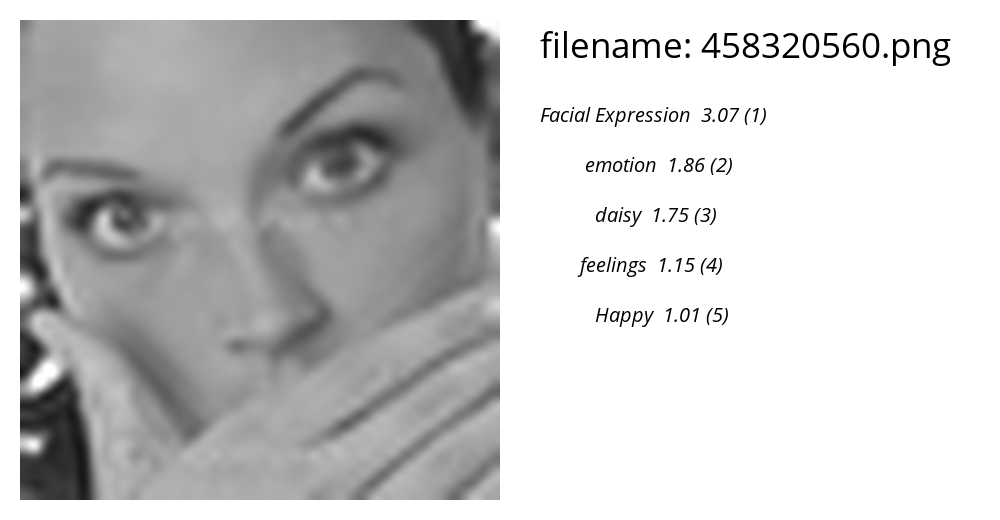 filename: 458320560.png
Facial Expression 3.07 (1)
emotion 1.86 (2)
daisy 1.75 (3)
feelings 1.15 (4)
Happy 1.01 (5)